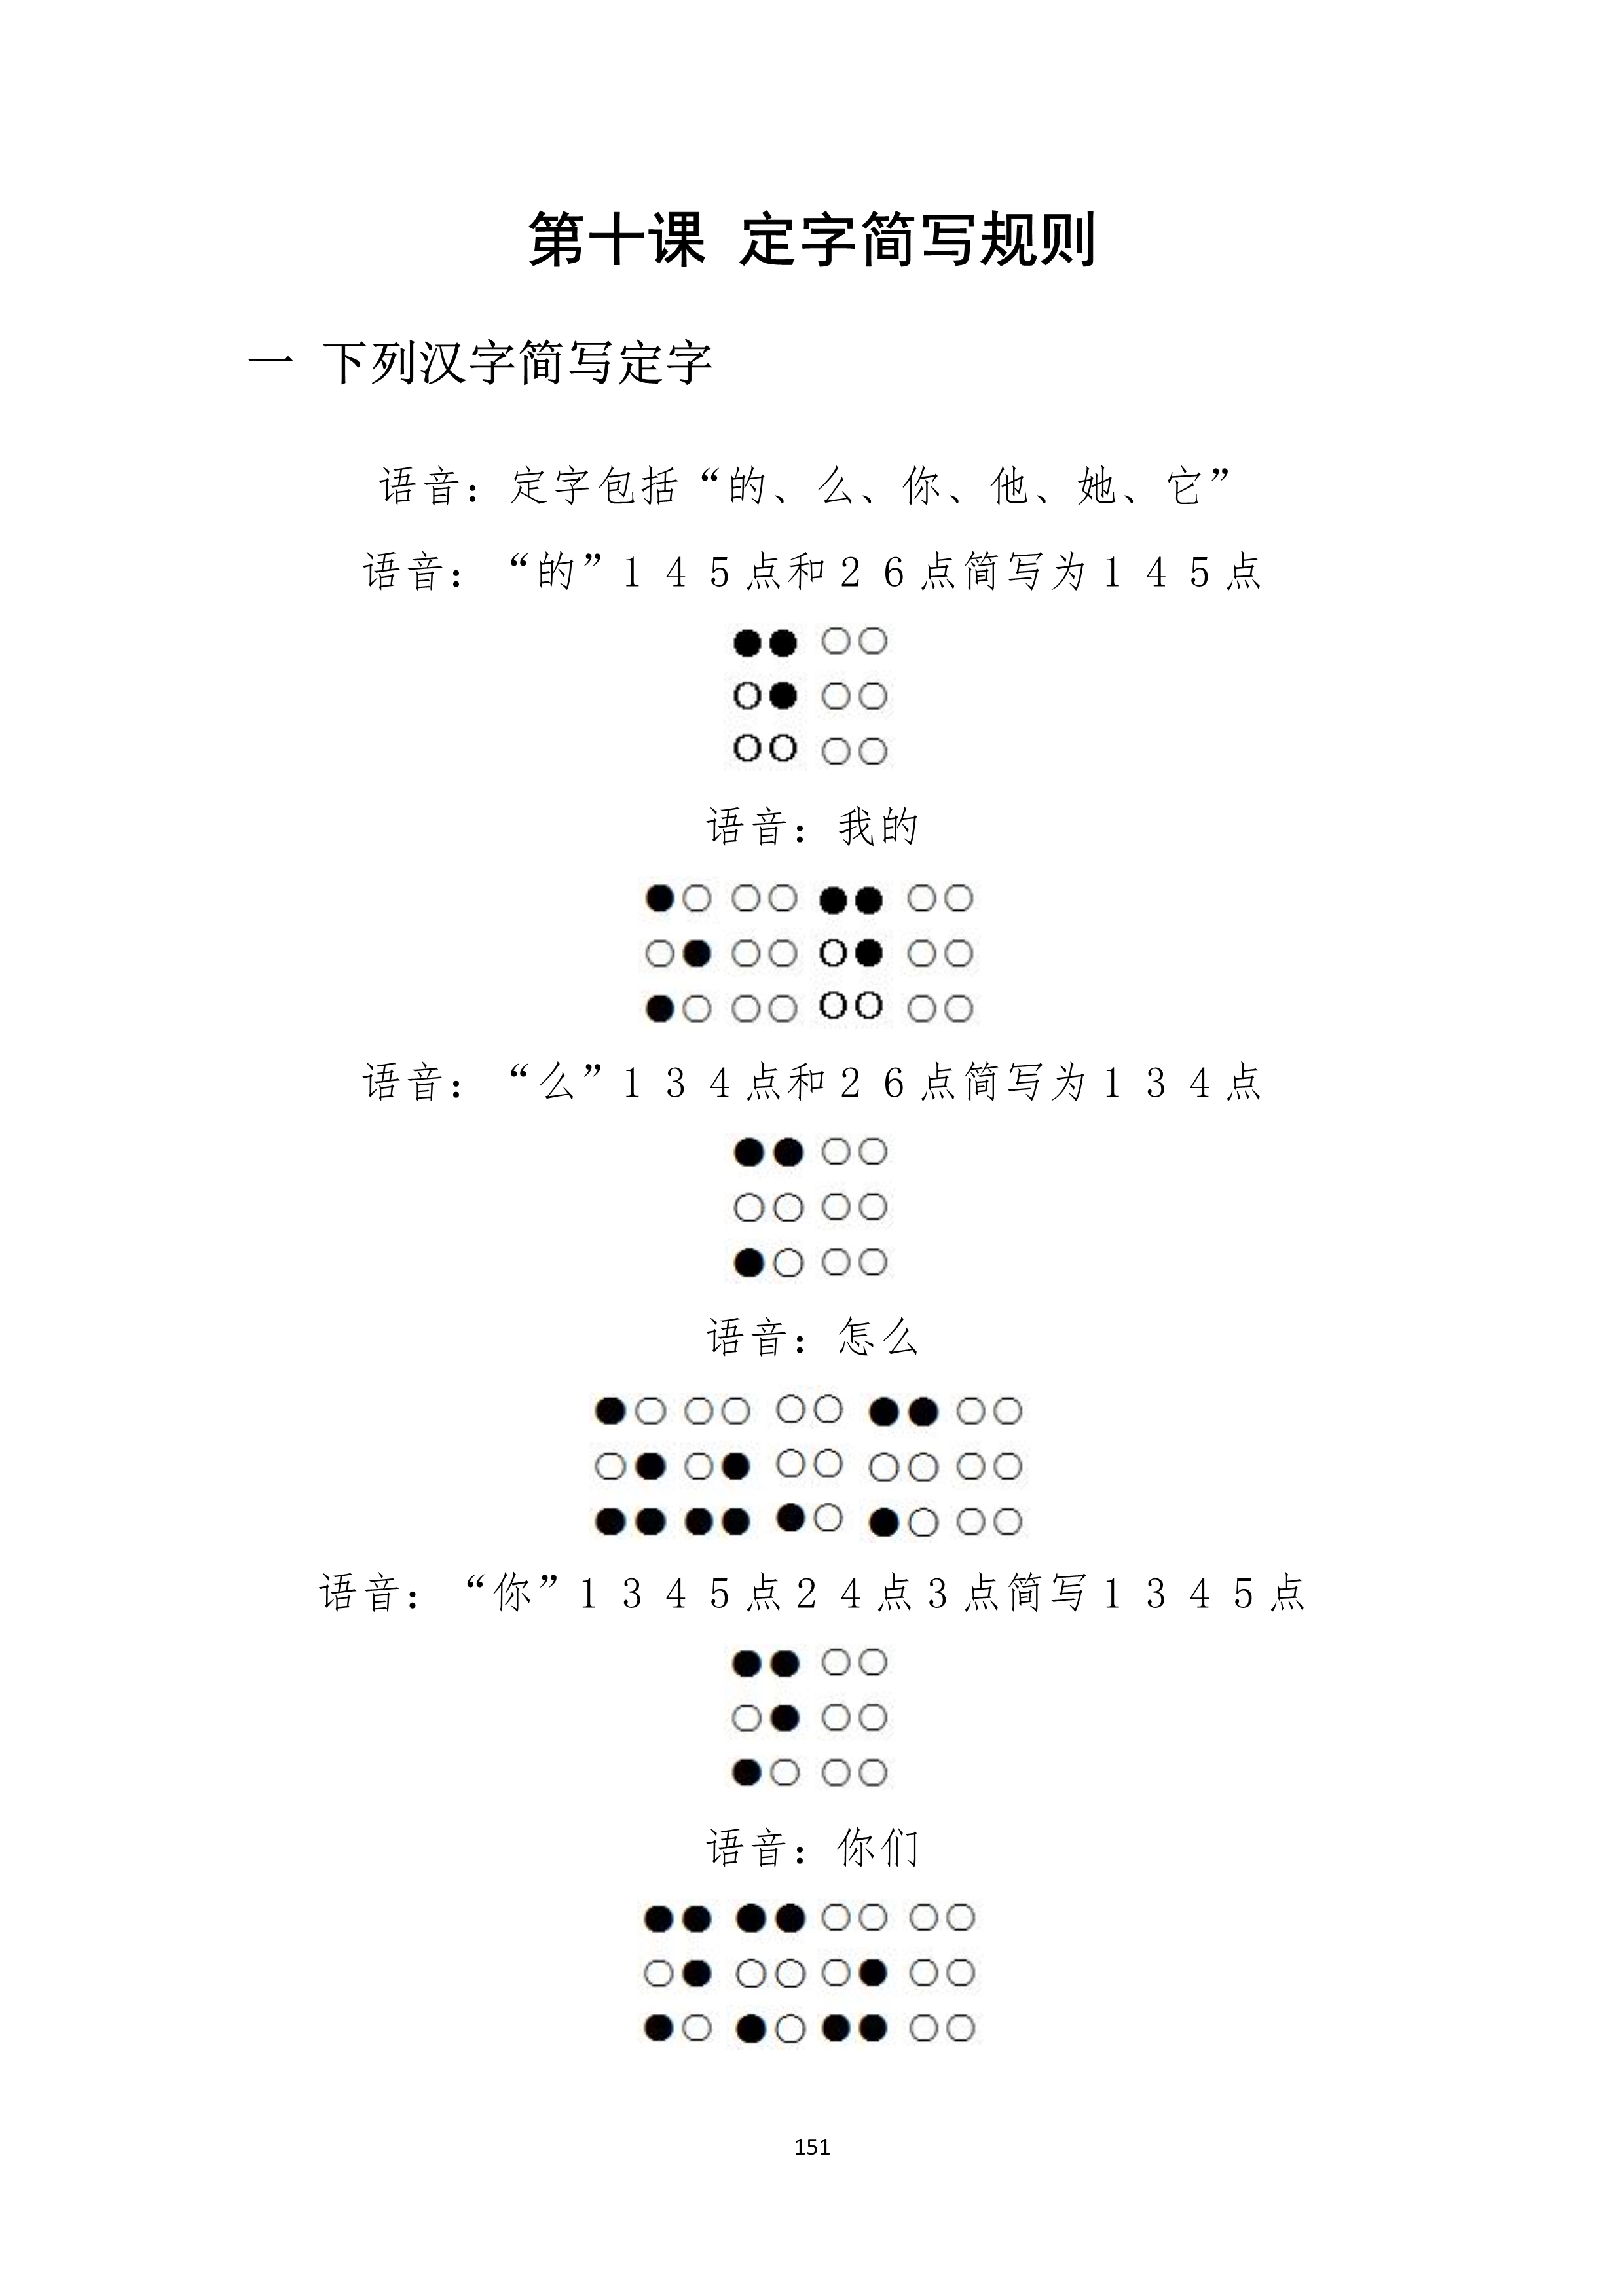 第十课 定字简写规则
一 下列汉字简写定字
语音：定字包括“的、么、你、他、她、它”
语音：“的”１４５点和２６点简写为１４５点
●● ○○
○● ○○
○○ ○○
语音：我的
●○ ○○ ●● ○○
○● ○○ ○● ○○
●○ ○○ ○○ ○○
语音：“么”１３４点和２６点简写为１３４点
●● ○○
○○ ○○
●○ ○○
语音：怎么
●○ ○○ ○○ ●● ○○
○● ○● ○○ ○○ ○○
●● ●● ●○ ●○ ○○
语音：“你”１３４５点２４点３点简写１３４５点
●● ○○
○● ○○
●○ ○○
语音：你们
●● ●● ○○ ○○
○● ○○ ○● ○○
●○ ●○ ●● ○○
151